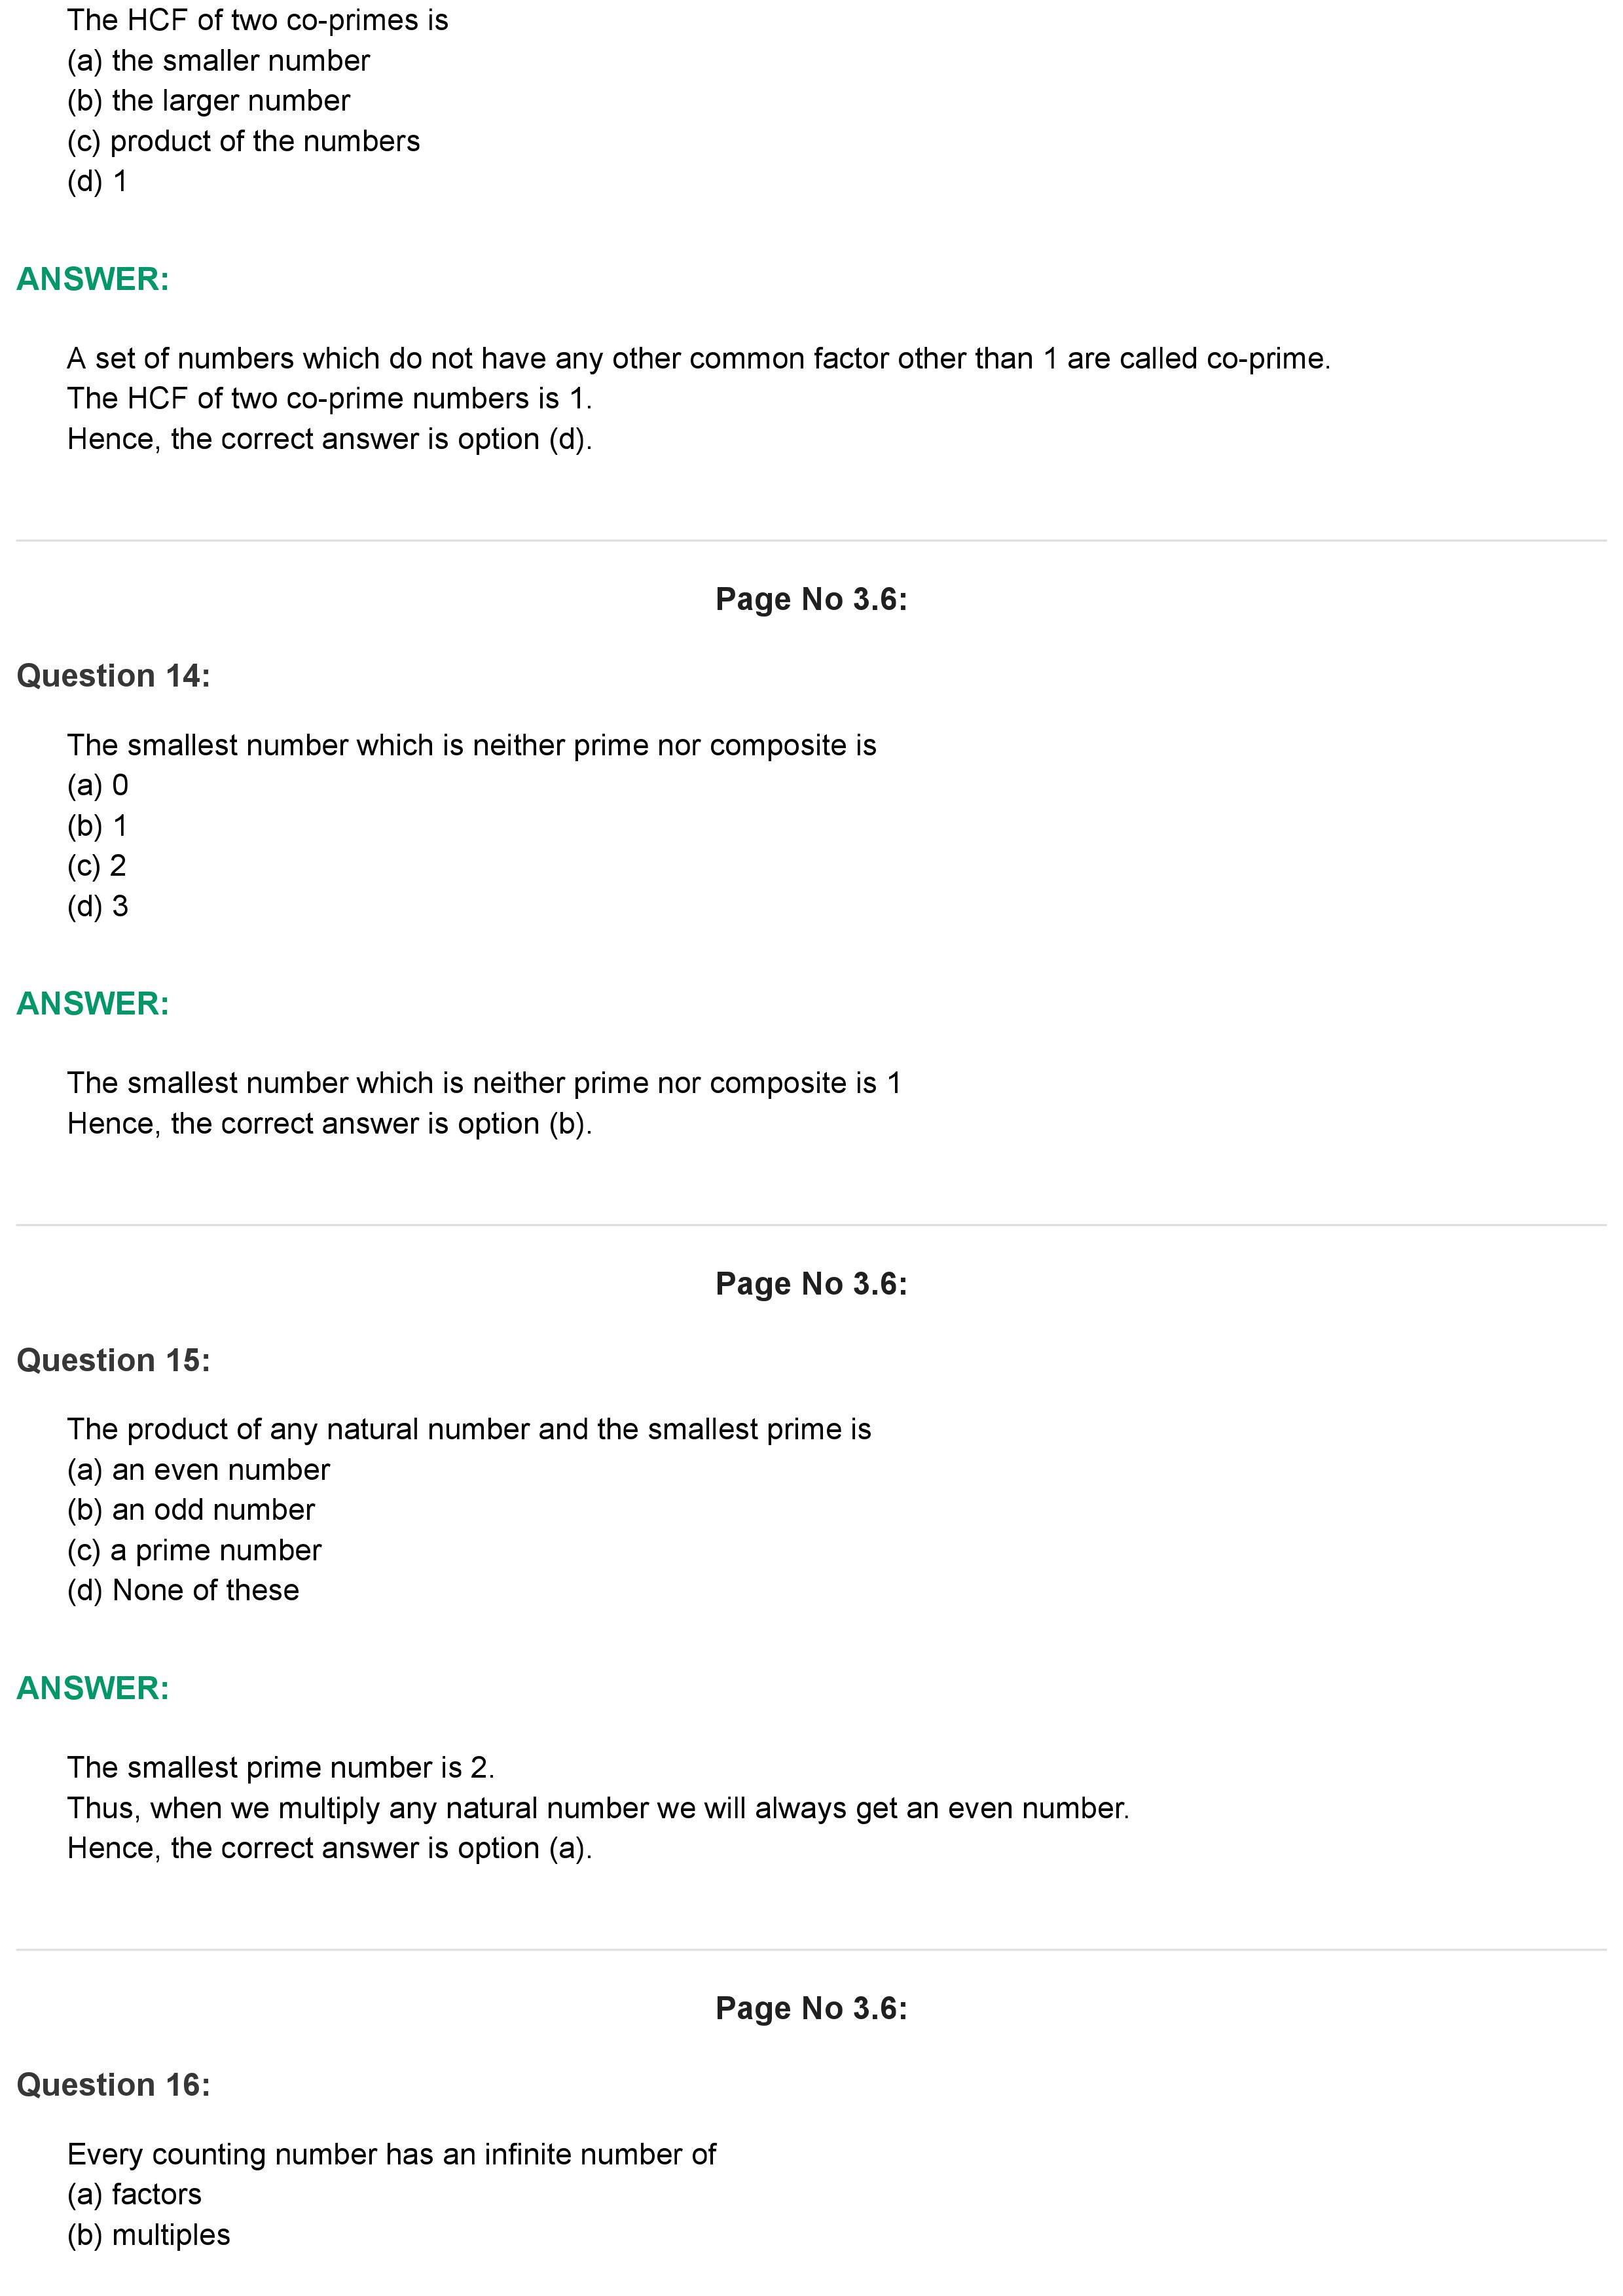 The HCF of two co-primes is
(a) the smaller number
(b) the larger number
(c) product of the numbers
(d) 1
ANSWER:
A set of numbers which do not have any other common factor other than 1 are called co-prime.
The HCF of two co-prime numbers is 1.
Hence, the correct answer is option (d).
Page No 3.6:
Question 14:
The smallest number which is neither prime nor composite is
(a) 0
(b) 1
(c) 2
(d) 3
ANSWER:
The smallest number which is neither prime nor composite is 1
Hence, the correct answer is option (b).
Page No 3.6:
Question 15:
The product of any natural number and the smallest prime is
(a) an even number
(b) an odd number
(c) a prime number
(d) None of these
ANSWER:
The smallest prime number is 2.
Thus, when we multiply any natural number we will always get an even number.
Hence, the correct answer is option (a).
Page No 3.6:
Question 16:
Every counting number has an infinite number of
(a) factors
(b) multiples